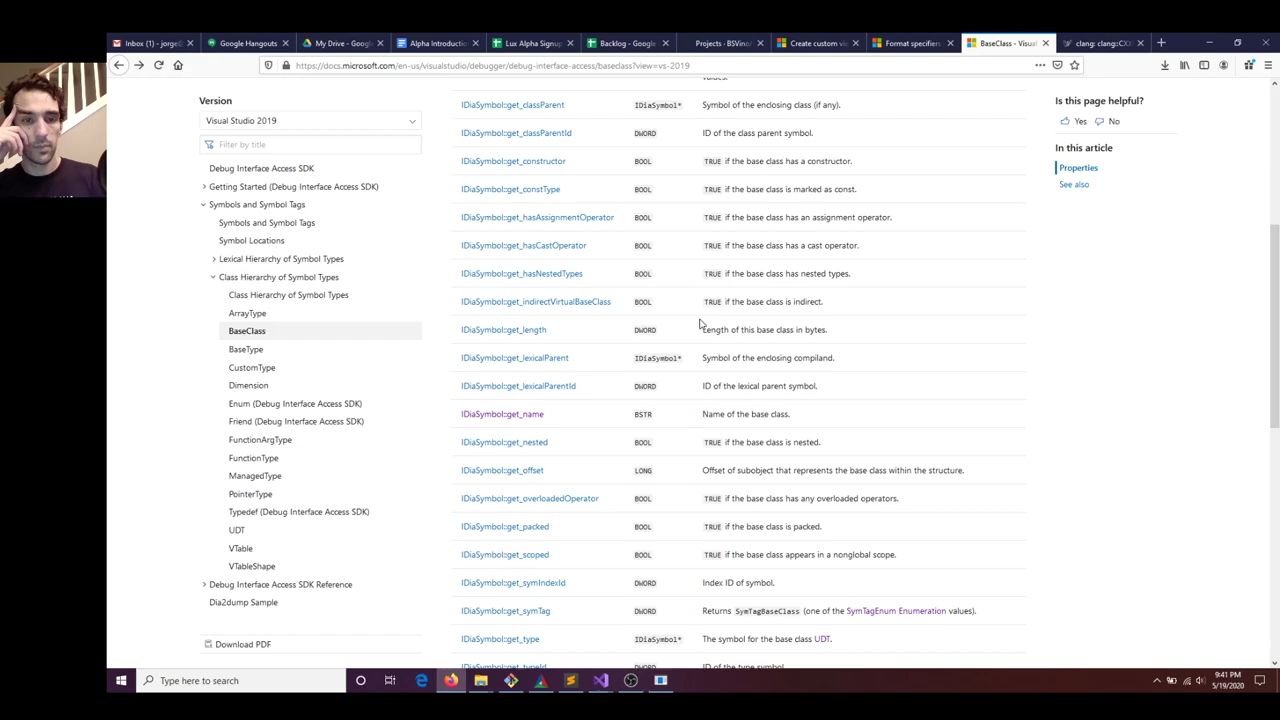 Inbox (1) - jorge@
Google Hangouts
My Drive - Google
Alpha Introduction
Lux Alpha Signup
Backlog - Google
Projects - BSVino/
Create custom vie
Format specifiers
BaseClass - Visual
clang: clang::CXX
https://docs.microsoft.com/en-us/visualstudio/debugger/debug-interface-access/baseclass?view=vs-2019
Version
Visual Studio 2019
Filter by title
Debug Interface Access SDK
Getting Started (Debug Interface Access SDK)
Symbols and Symbol Tags
Symbols and Symbol Tags
Symbol Locations
Lexical Hierarchy of Symbol Types
Class Hierarchy of Symbol Types
Class Hierarchy of Symbol Types
ArrayType
BaseClass
BaseType
CustomType
Dimension
Enum (Debug Interface Access SDK)
Friend (Debug Interface Access SDK)
FunctionArgType
FunctionType
ManagedType
PointerType
Typedef (Debug Interface Access SDK)
UDT
VTable
VTableShape
Debug Interface Access SDK Reference
Dia2dump Sample
Download PDF
values.
IDiaSymbol::get_classParent IDiaSymbol* Symbol of the enclosing class (if any).
IDiaSymbol::get_classParentId DWORD ID of the class parent symbol.
IDiaSymbol::get_constructor BOOL TRUE if the base class has a constructor.
IDiaSymbol::get_constType BOOL TRUE if the base class is marked as const.
IDiaSymbol::get_hasAssignmentOperator BOOL TRUE if the base class has an assignment operator.
IDiaSymbol::get_hasCastOperator BOOL TRUE if the base class has a cast operator.
IDiaSymbol::get_hasNestedTypes BOOL TRUE if the base class has nested types.
IDiaSymbol::get_indirectVirtualBaseClass BOOL TRUE if the base class is indirect.
IDiaSymbol::get_length DWORD Length of this base class in bytes.
IDiaSymbol::get_lexicalParent IDiaSymbol* Symbol of the enclosing compiland.
IDiaSymbol::get_lexicalParentId DWORD ID of the lexical parent symbol.
IDiaSymbol::get_name BSTR Name of the base class.
IDiaSymbol::get_nested BOOL TRUE if the base class is nested.
IDiaSymbol::get_offset LONG Offset of subobject that represents the base class within the structure.
IDiaSymbol::get_overloadedOperator BOOL TRUE if the base class has any overloaded operators.
IDiaSymbol::get_packed BOOL TRUE if the base class is packed.
IDiaSymbol::get_scoped BOOL TRUE if the base class appears in a nonglobal scope.
IDiaSymbol::get_symIndexId DWORD Index ID of symbol.
IDiaSymbol::get_symTag DWORD Returns SymTagBaseClass (one of the SymTagEnum Enumeration values).
IDiaSymbol::get_type IDiaSymbol* The symbol for the base class UDT.
IDiaSymbol::get_typeId DWORD ID of the type symbol.
Is this page helpful?
Yes No
In this article
Properties
See also
Type here to search
9:41 PM
5/19/2020